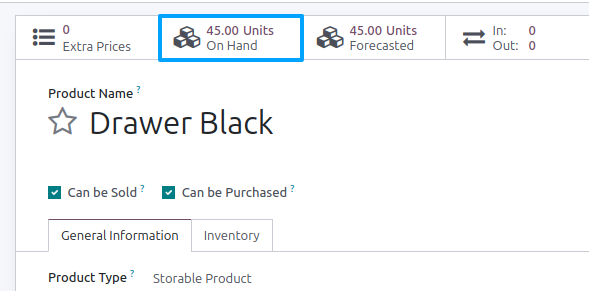 0
Extra Prices
45.00 Units
On Hand
45.00 Units
Forecasted
In: 0
Out: 0
Product Name ?
Drawer Black
Can be Sold ? Can be Purchased ?
General Information Inventory
Product Type ? Storable Product